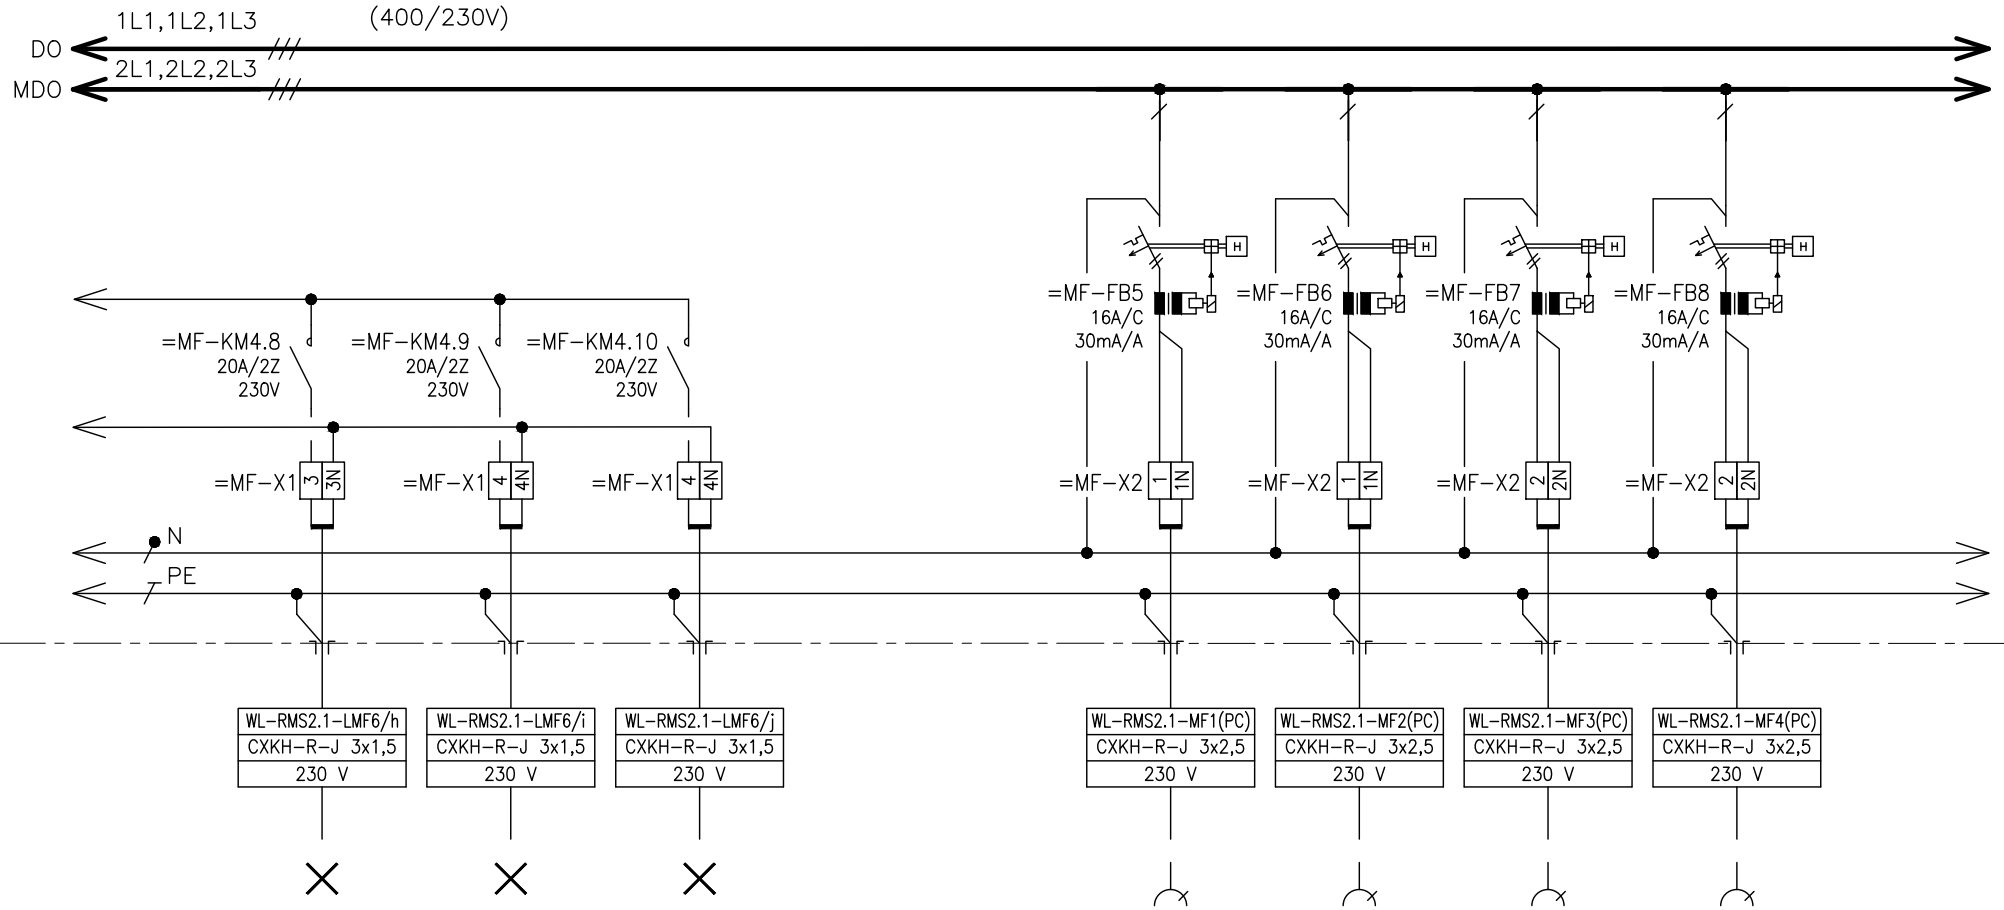 1L1,1L2,1L3 (400/230V)
DO
2L1,2L2,2L3
MDO
H H H H
=MF-FB5 =MF-FB6 =MF-FB7 =MF-FB8
16A/C 16A/C 16A/C 16A/C
30mA/A 30mA/A 30mA/A 30mA/A
=MF-KM4.8 =MF-KM4.9 =MF-KM4.10
20A/2Z 20A/2Z 20A/2Z
230V 230V 230V
=MF-X1 3 3N =MF-X1 4 4N =MF-X1 4 4N =MF-X2 1 1N =MF-X2 1 1N =MF-X2 2 2N =MF-X2 2 2N
N
PE
WL-RMS2.1-LMF6/h WL-RMS2.1-LMF6/i WL-RMS2.1-LMF6/j WL-RMS2.1-MF1(PC) WL-RMS2.1-MF2(PC) WL-RMS2.1-MF3(PC) WL-RMS2.1-MF4(PC)
CXKH-R-J 3x1,5 CXKH-R-J 3x1,5 CXKH-R-J 3x1,5 CXKH-R-J 3x2,5 CXKH-R-J 3x2,5 CXKH-R-J 3x2,5 CXKH-R-J 3x2,5
230 V 230 V 230 V 230 V 230 V 230 V 230 V